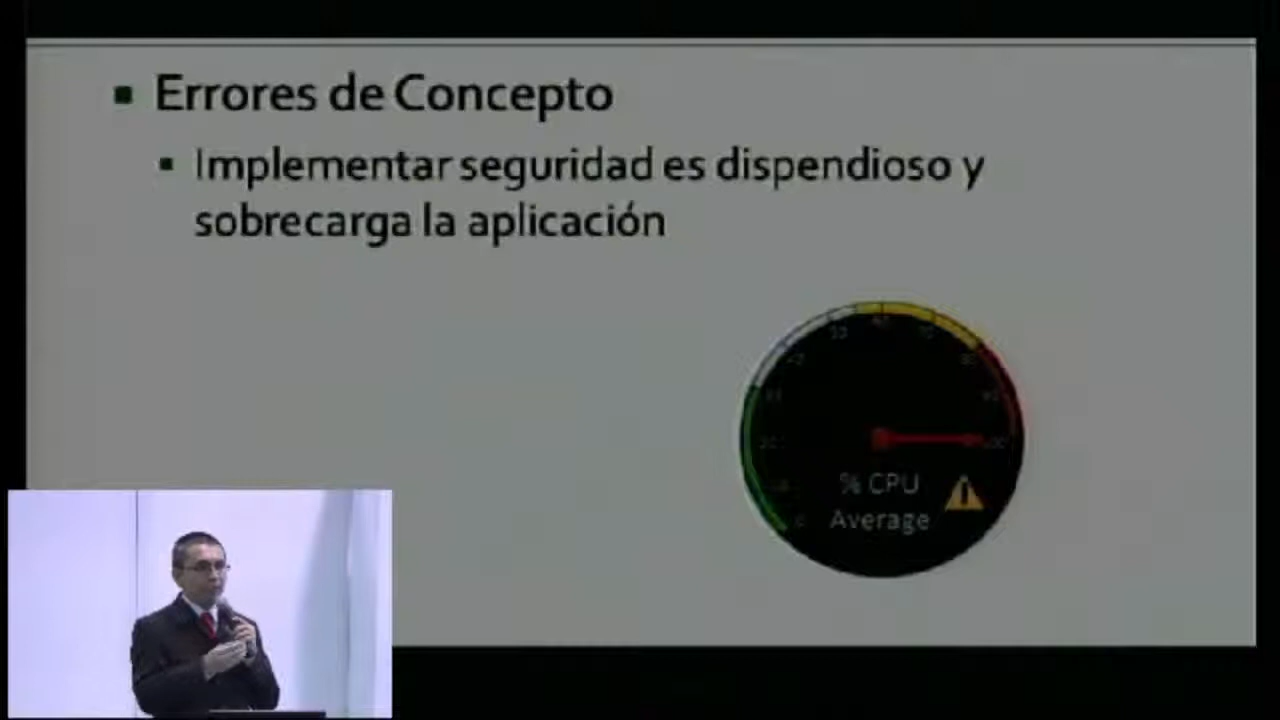 Errores de Concepto
Implementar seguridad es dispendioso y
sobrecarga la aplicación
% CPU
Average